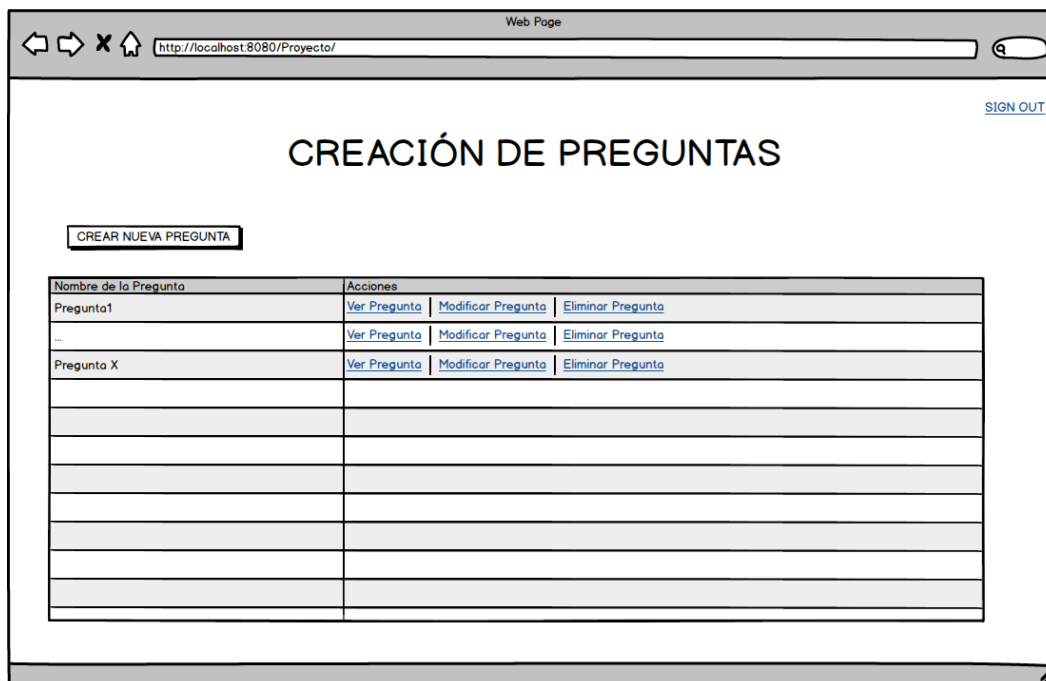 Web Page
http://localhost:8080/Proyecto/
SIGN OUT
CREACIÓN DE PREGUNTAS
CREAR NUEVA PREGUNTA
Nombre de la Pregunta Acciones
Pregunta1 Ver Pregunta Modificar Pregunta Eliminar Pregunta
... Ver Pregunta Modificar Pregunta Eliminar Pregunta
Pregunta X Ver Pregunta Modificar Pregunta Eliminar Pregunta